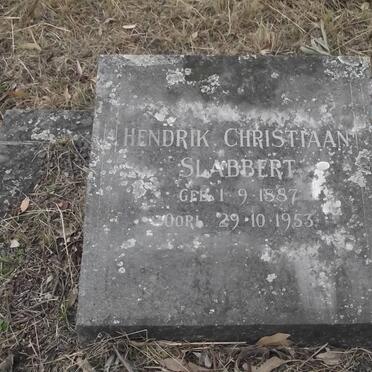 HENDRIK CHRISTIAAN
SLABBERT
GEB. 1·9·1887
OORL. 29·10·1953